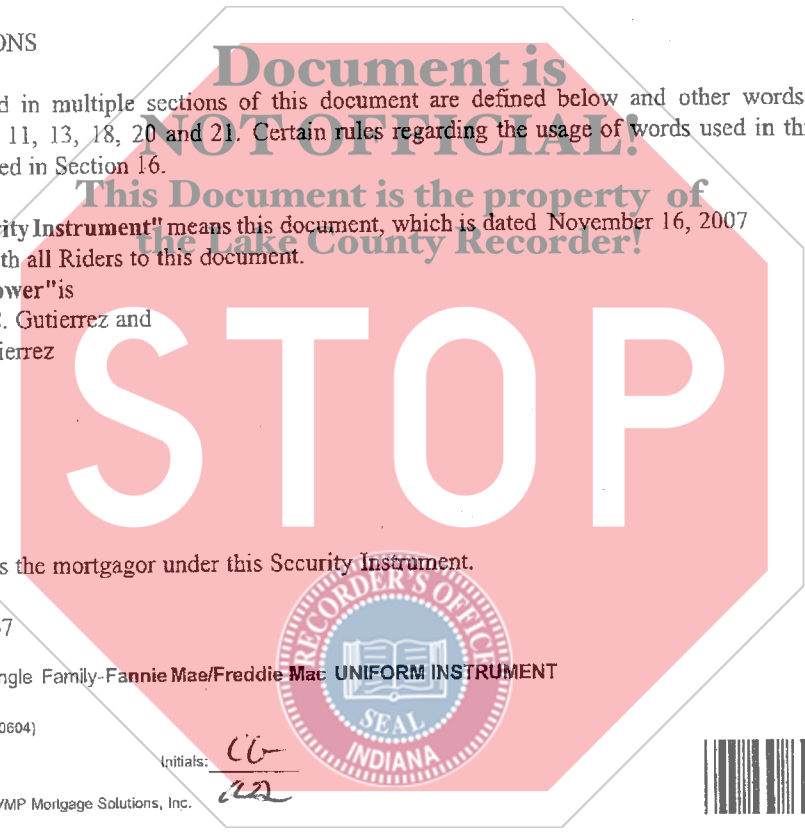 ONS
Document is
d in multiple sections of this document are defined below and other words
11, 13, 18, 20 and 21. Certain rules regarding the usage of words used in thi
NOT OFFICIAL!
ed in Section 16.
This Document is the property of
ity Instrument" means this document, which is dated November 16, 2007
the Lake County Recorder!
th all Riders to this document.
ower" is
C. Gutierrez and
ierrez
STOP
s the mortgagor under this Security Instrument.
RECORDER'S OFFICE
SEAL
INDIANA
7
ngle Family-Fannie Mae/Freddie Mac UNIFORM INSTRUMENT
0604)
Initials: CG
VMP Mortgage Solutions, Inc.